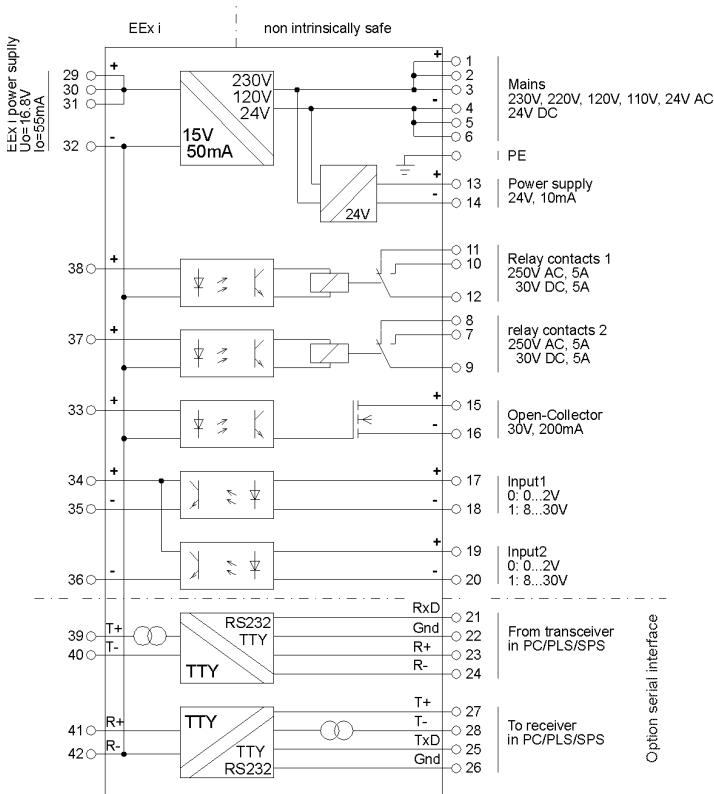 EEx i
non intrinsically safe
EEx i power suplly
Uo=16.8V
Io=55mA
+
29
30
31
-
32
230V
120V
24V
15V
50mA
+
1
2
3
-
4
5
6
Mains
230V, 220V, 120V, 110V, 24V AC
24V DC
PE
24V
+
13
-
14
Power supply
24V, 10mA
+
38
11
10
12
Relay contacts 1
250V AC, 5A
30V DC, 5A
+
37
8
7
9
relay contacts 2
250V AC, 5A
30V DC, 5A
+
33
+
15
-
16
Open-Collector
30V, 200mA
+
34
-
35
+
17
-
18
Input1
0: 0...2V
1: 8...30V
-
36
+
19
-
20
Input2
0: 0...2V
1: 8...30V
T+
39
T-
40
RS232
TTY
TTY
RxD
21
Gnd
22
R+
23
R-
24
From transceiver
in PC/PLS/SPS
R+
41
R-
42
TTY
TTY
RS232
T+
27
T-
28
TxD
25
Gnd
26
To receiver
in PC/PLS/SPS
Option serial interface